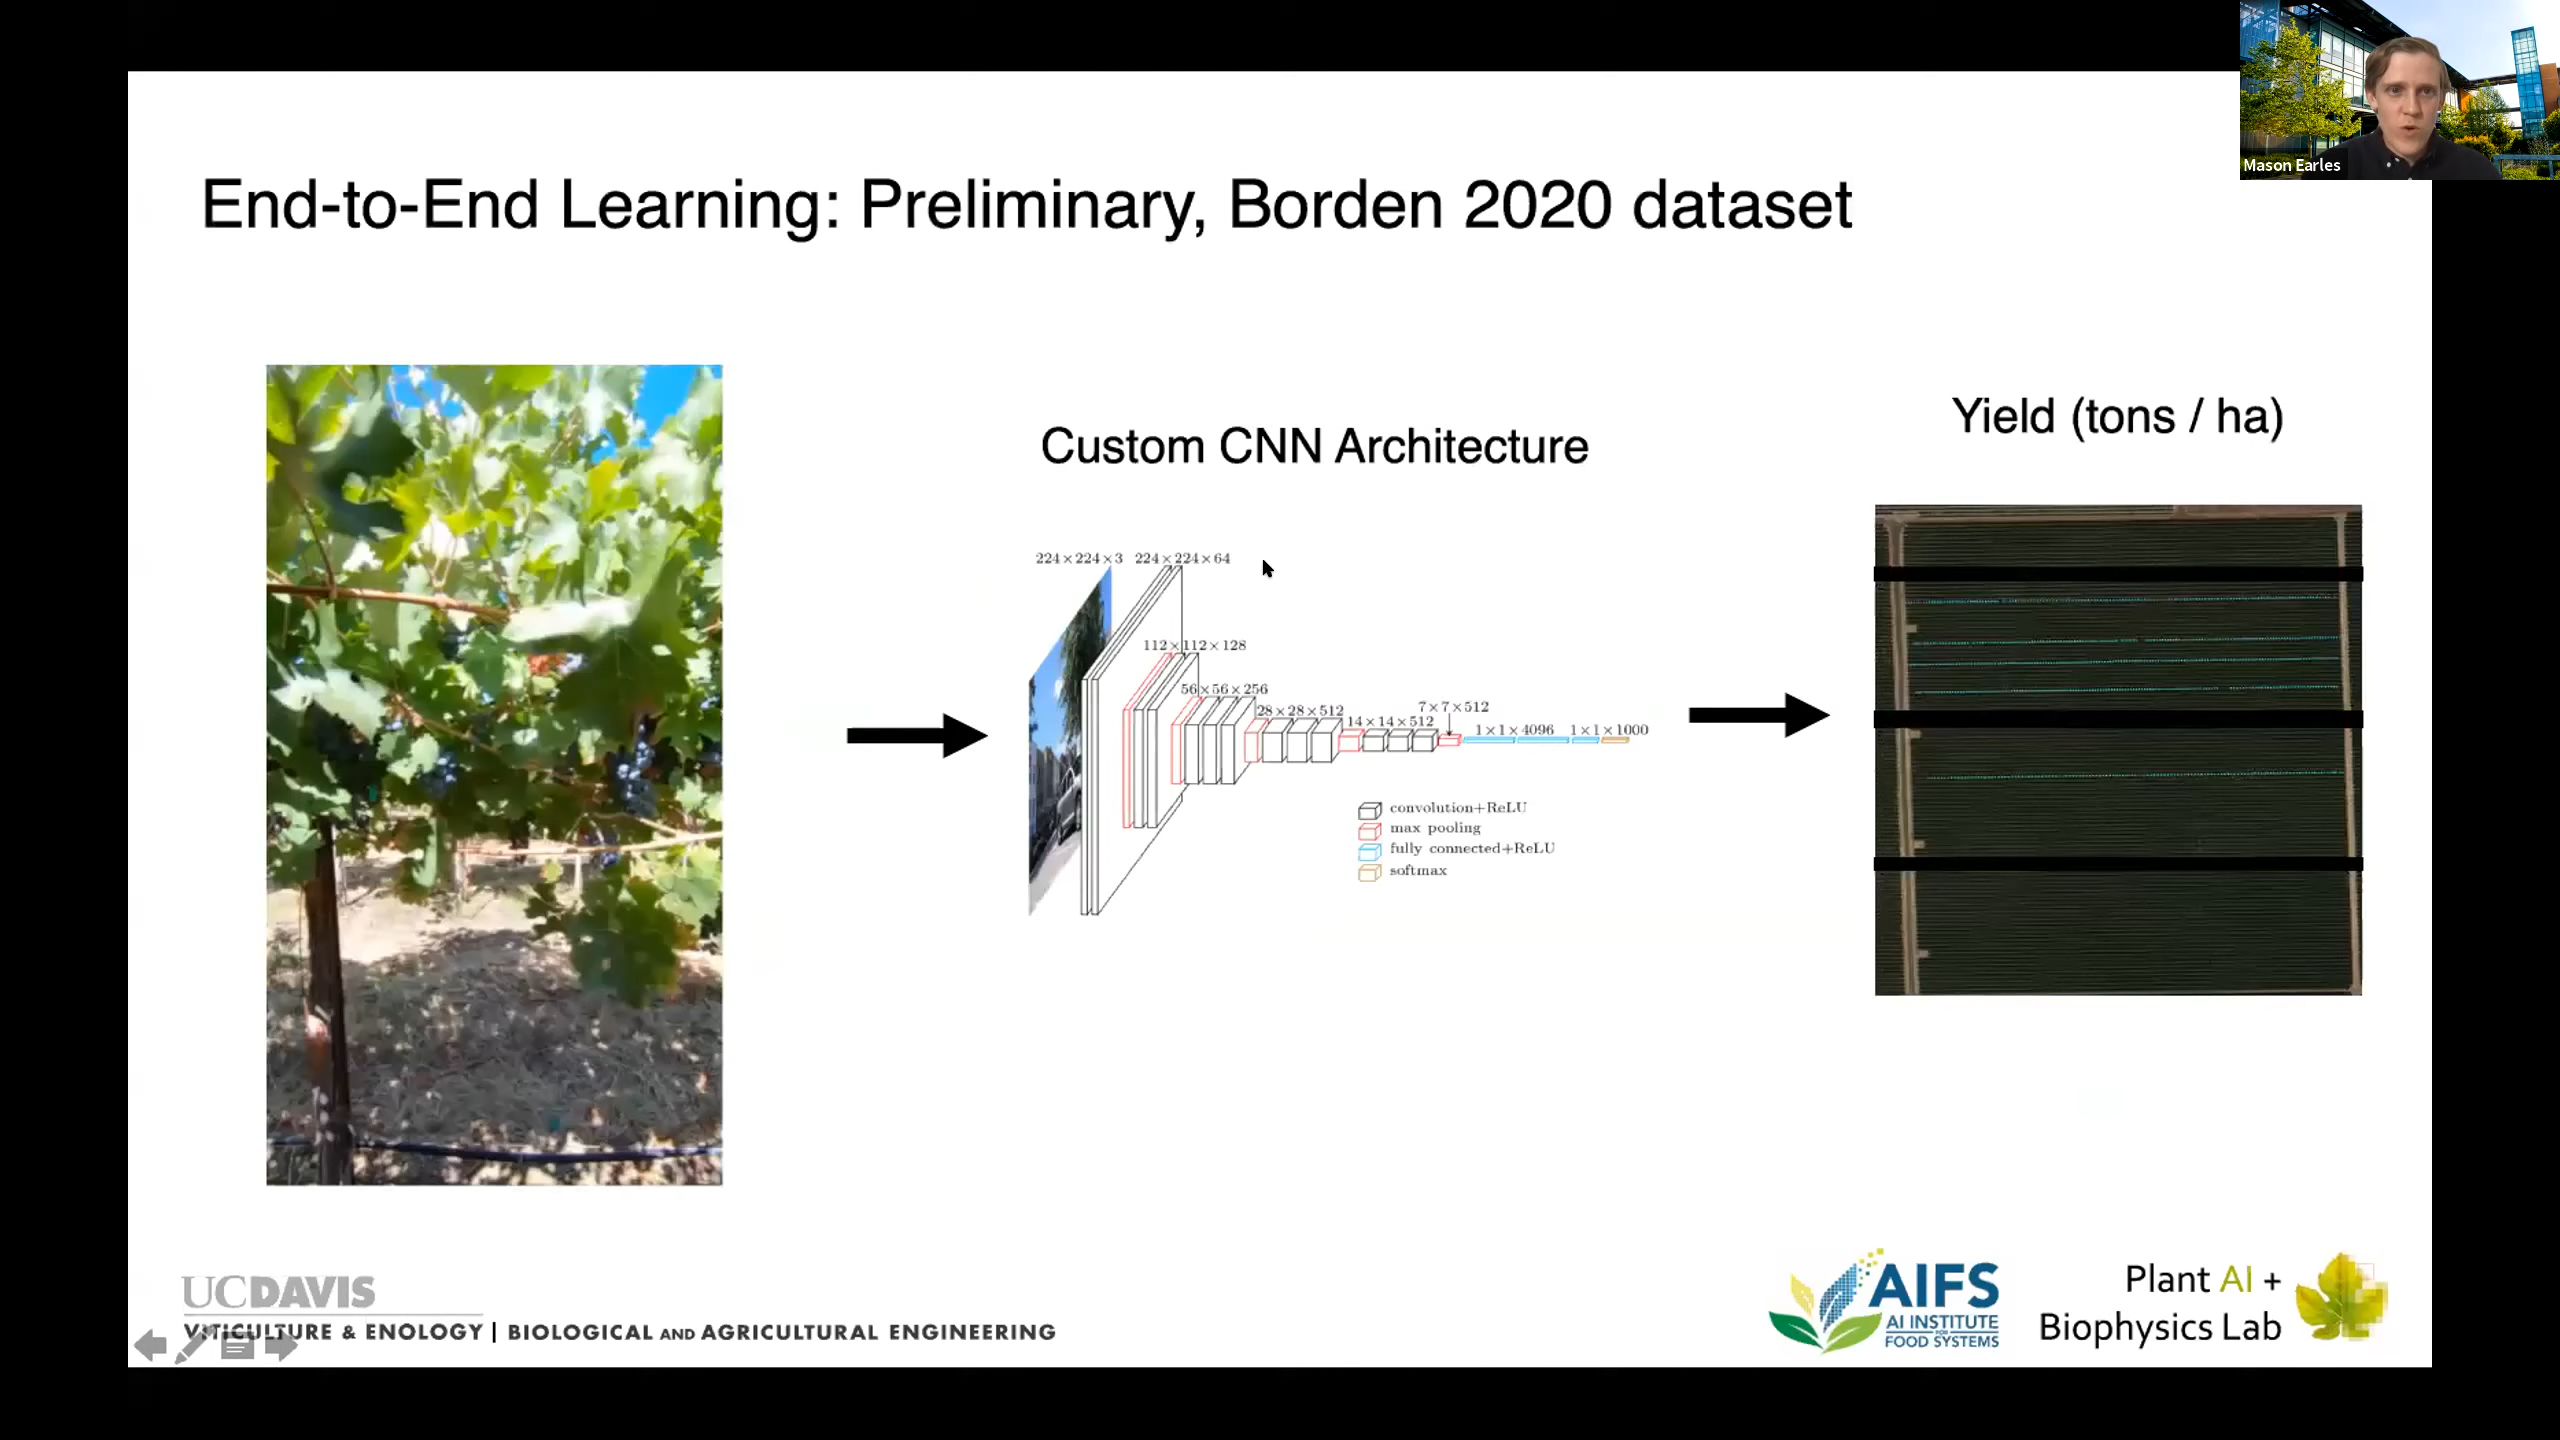 Mason Earles
End-to-End Learning: Preliminary, Borden 2020 dataset
Custom CNN Architecture
Yield (tons / ha)
224×224×3 224×224×64
112×112×128
56×56×256
28×28×512
14×14×512
7×7×512
1×1×4096 1×1×1000
convolution+ReLU
max pooling
fully connected+ReLU
softmax
UCDAVIS
VITICULTURE & ENOLOGY | BIOLOGICAL AND AGRICULTURAL ENGINEERING
AIFS
AI INSTITUTE
FOR
FOOD SYSTEMS
Plant AI +
Biophysics Lab